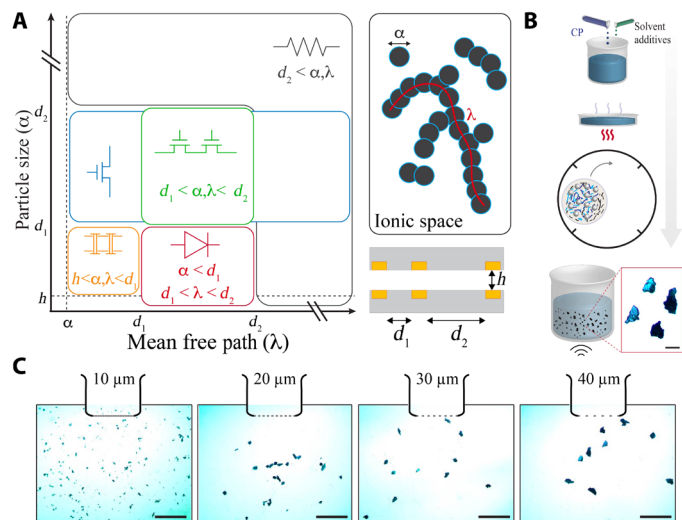 A
Particle size (α)
d2
d1
h
d2 < α,λ
d1 < α,λ< d2
h<α,λ<d1
α < d1
d1 < λ < d2
α
d1
d2
Mean free path (λ)
α
λ
Ionic space
h
d1
d2
B
CP
Solvent
additives
C
10 µm
20 µm
30 µm
40 µm